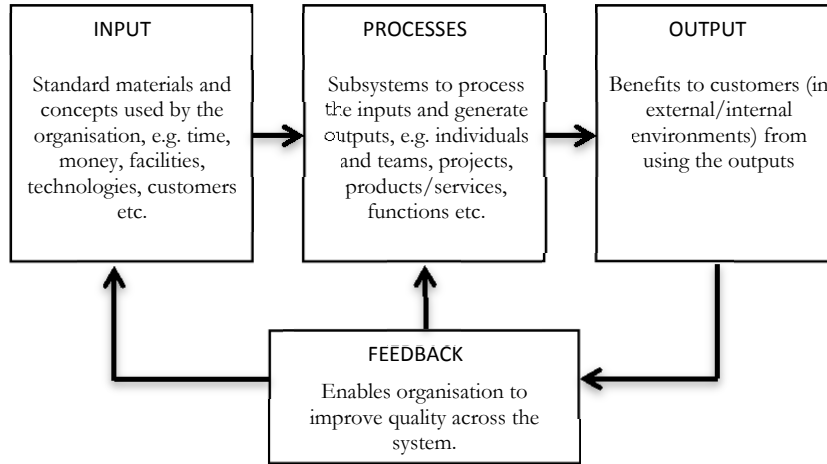 INPUT
Standard materials and
concepts used by the
organisation, e.g. time,
money, facilities,
technologies, customers
etc.
PROCESSES
Subsystems to process
the inputs and generate
outputs, e.g. individuals
and teams, projects,
products/services,
functions etc.
OUTPUT
Benefits to customers (in
external/internal
environments) from
using the outputs
FEEDBACK
Enables organisation to
improve quality across the
system.